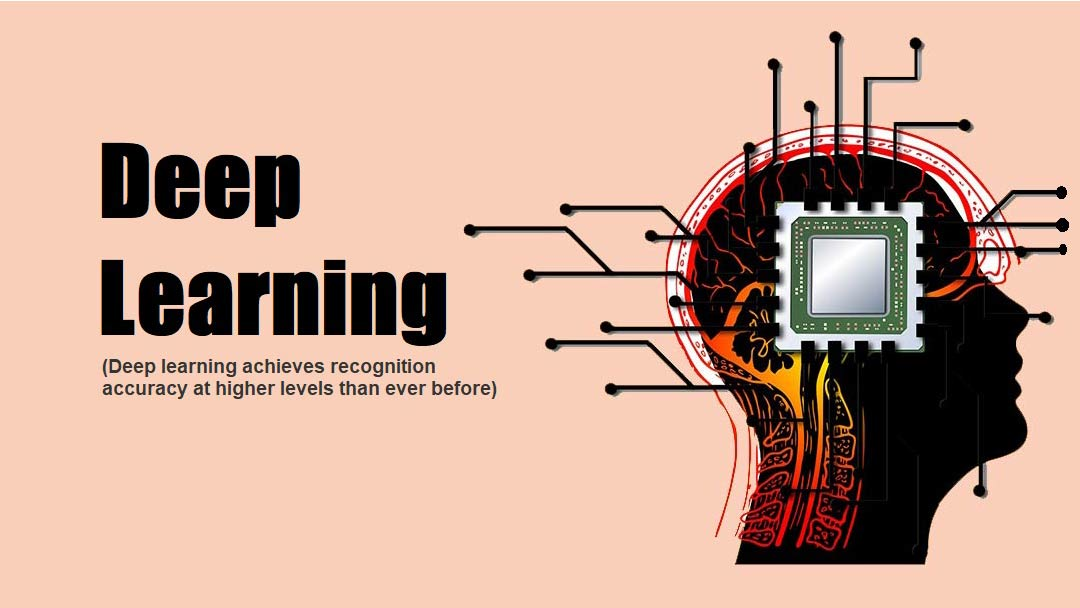 Deep
Learning
(Deep learning achieves recognition
accuracy at higher levels than ever before)